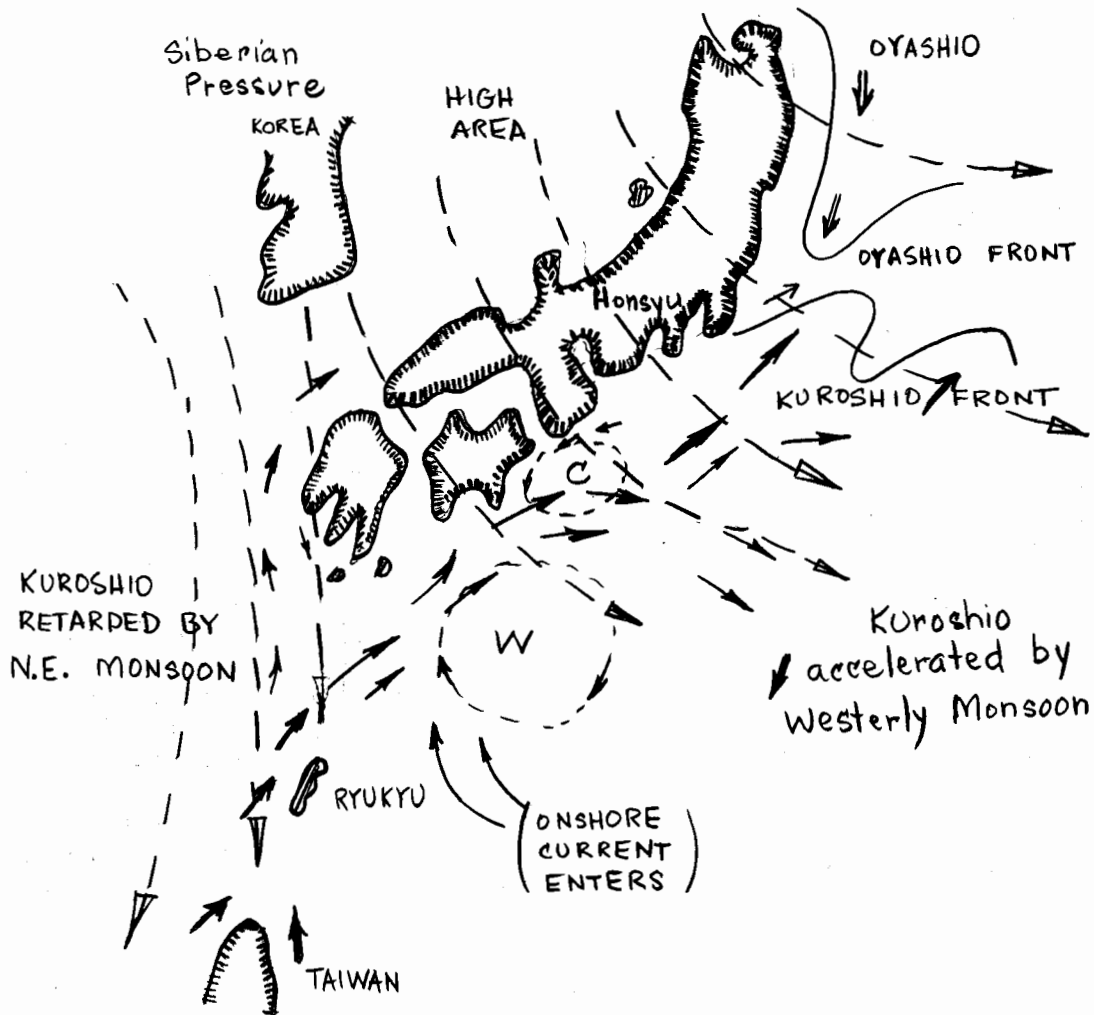 Siberian
Pressure
KOREA
HIGH
AREA
OYASHIO
OYASHIO FRONT
Honsyu
KUROSHIO FRONT
C
W
KUROSHIO
RETARDED BY
N.E. MONSOON
Kuroshio
accelerated by
Westerly Monsoon
RYUKYU
(ONSHORE
CURRENT
ENTERS)
TAIWAN